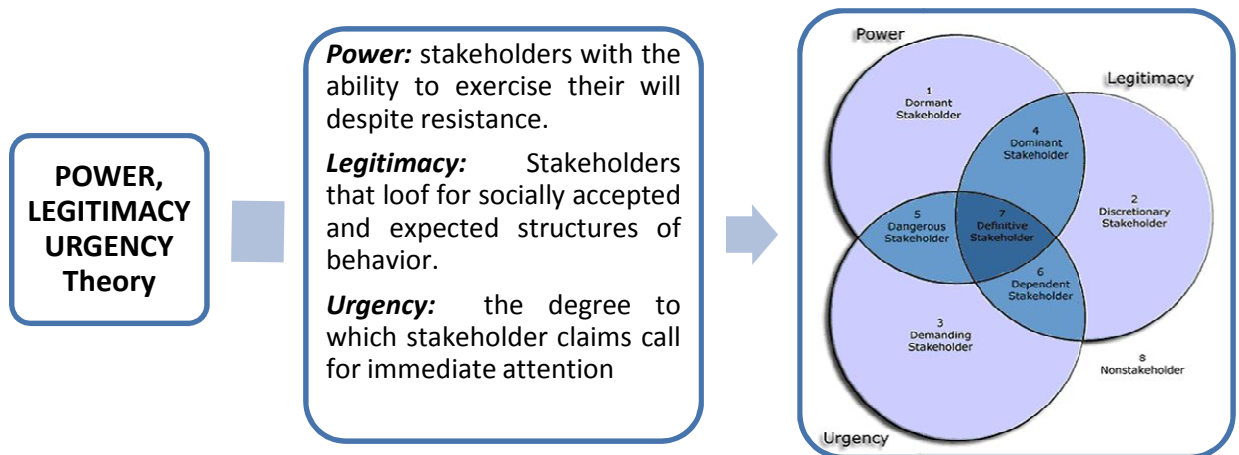 POWER,
LEGITIMACY
URGENCY
Theory
Power: stakeholders with the
ability to exercise their will
despite resistance.
Legitimacy: Stakeholders
that loof for socially accepted
and expected structures of
behavior.
Urgency: the degree to
which stakeholder claims call
for immediate attention
Power
Legitimacy
1
Dormant
Stakeholder
4
Dominant
Stakeholder
2
Discretionary
Stakeholder
5
Dangerous
Stakeholder
7
Definitive
Stakeholder
6
Dependent
Stakeholder
3
Demanding
Stakeholder
8
Nonstakeholder
Urgency